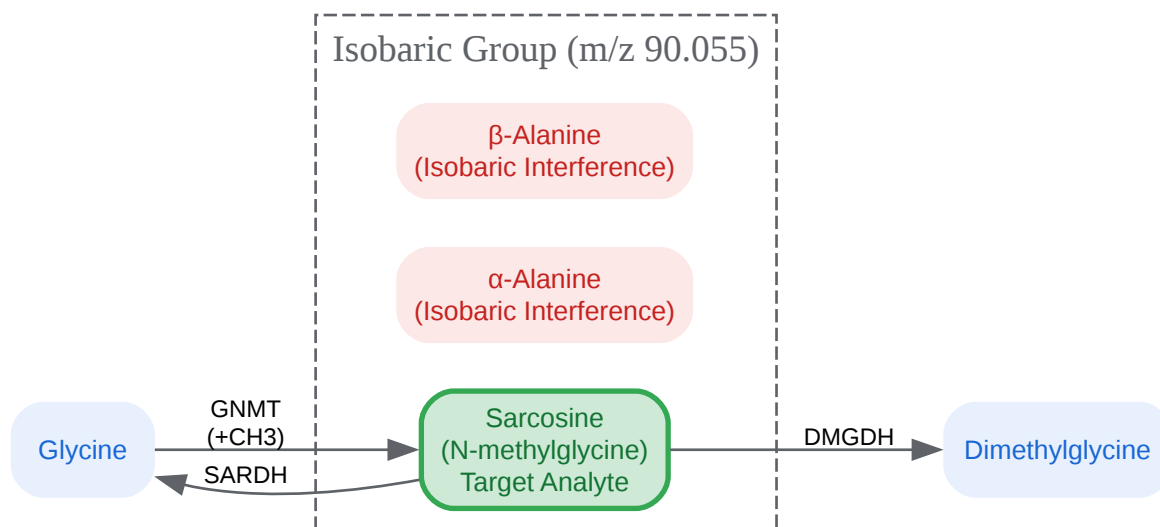 Isobaric Group (m/z 90.055)
β-Alanine
(Isobaric Interference)
α-Alanine
(Isobaric Interference)
Glycine
GNMT
(+CH3)
SARDH
Sarcosine
(N-methylglycine)
Target Analyte
DMGDH
Dimethylglycine